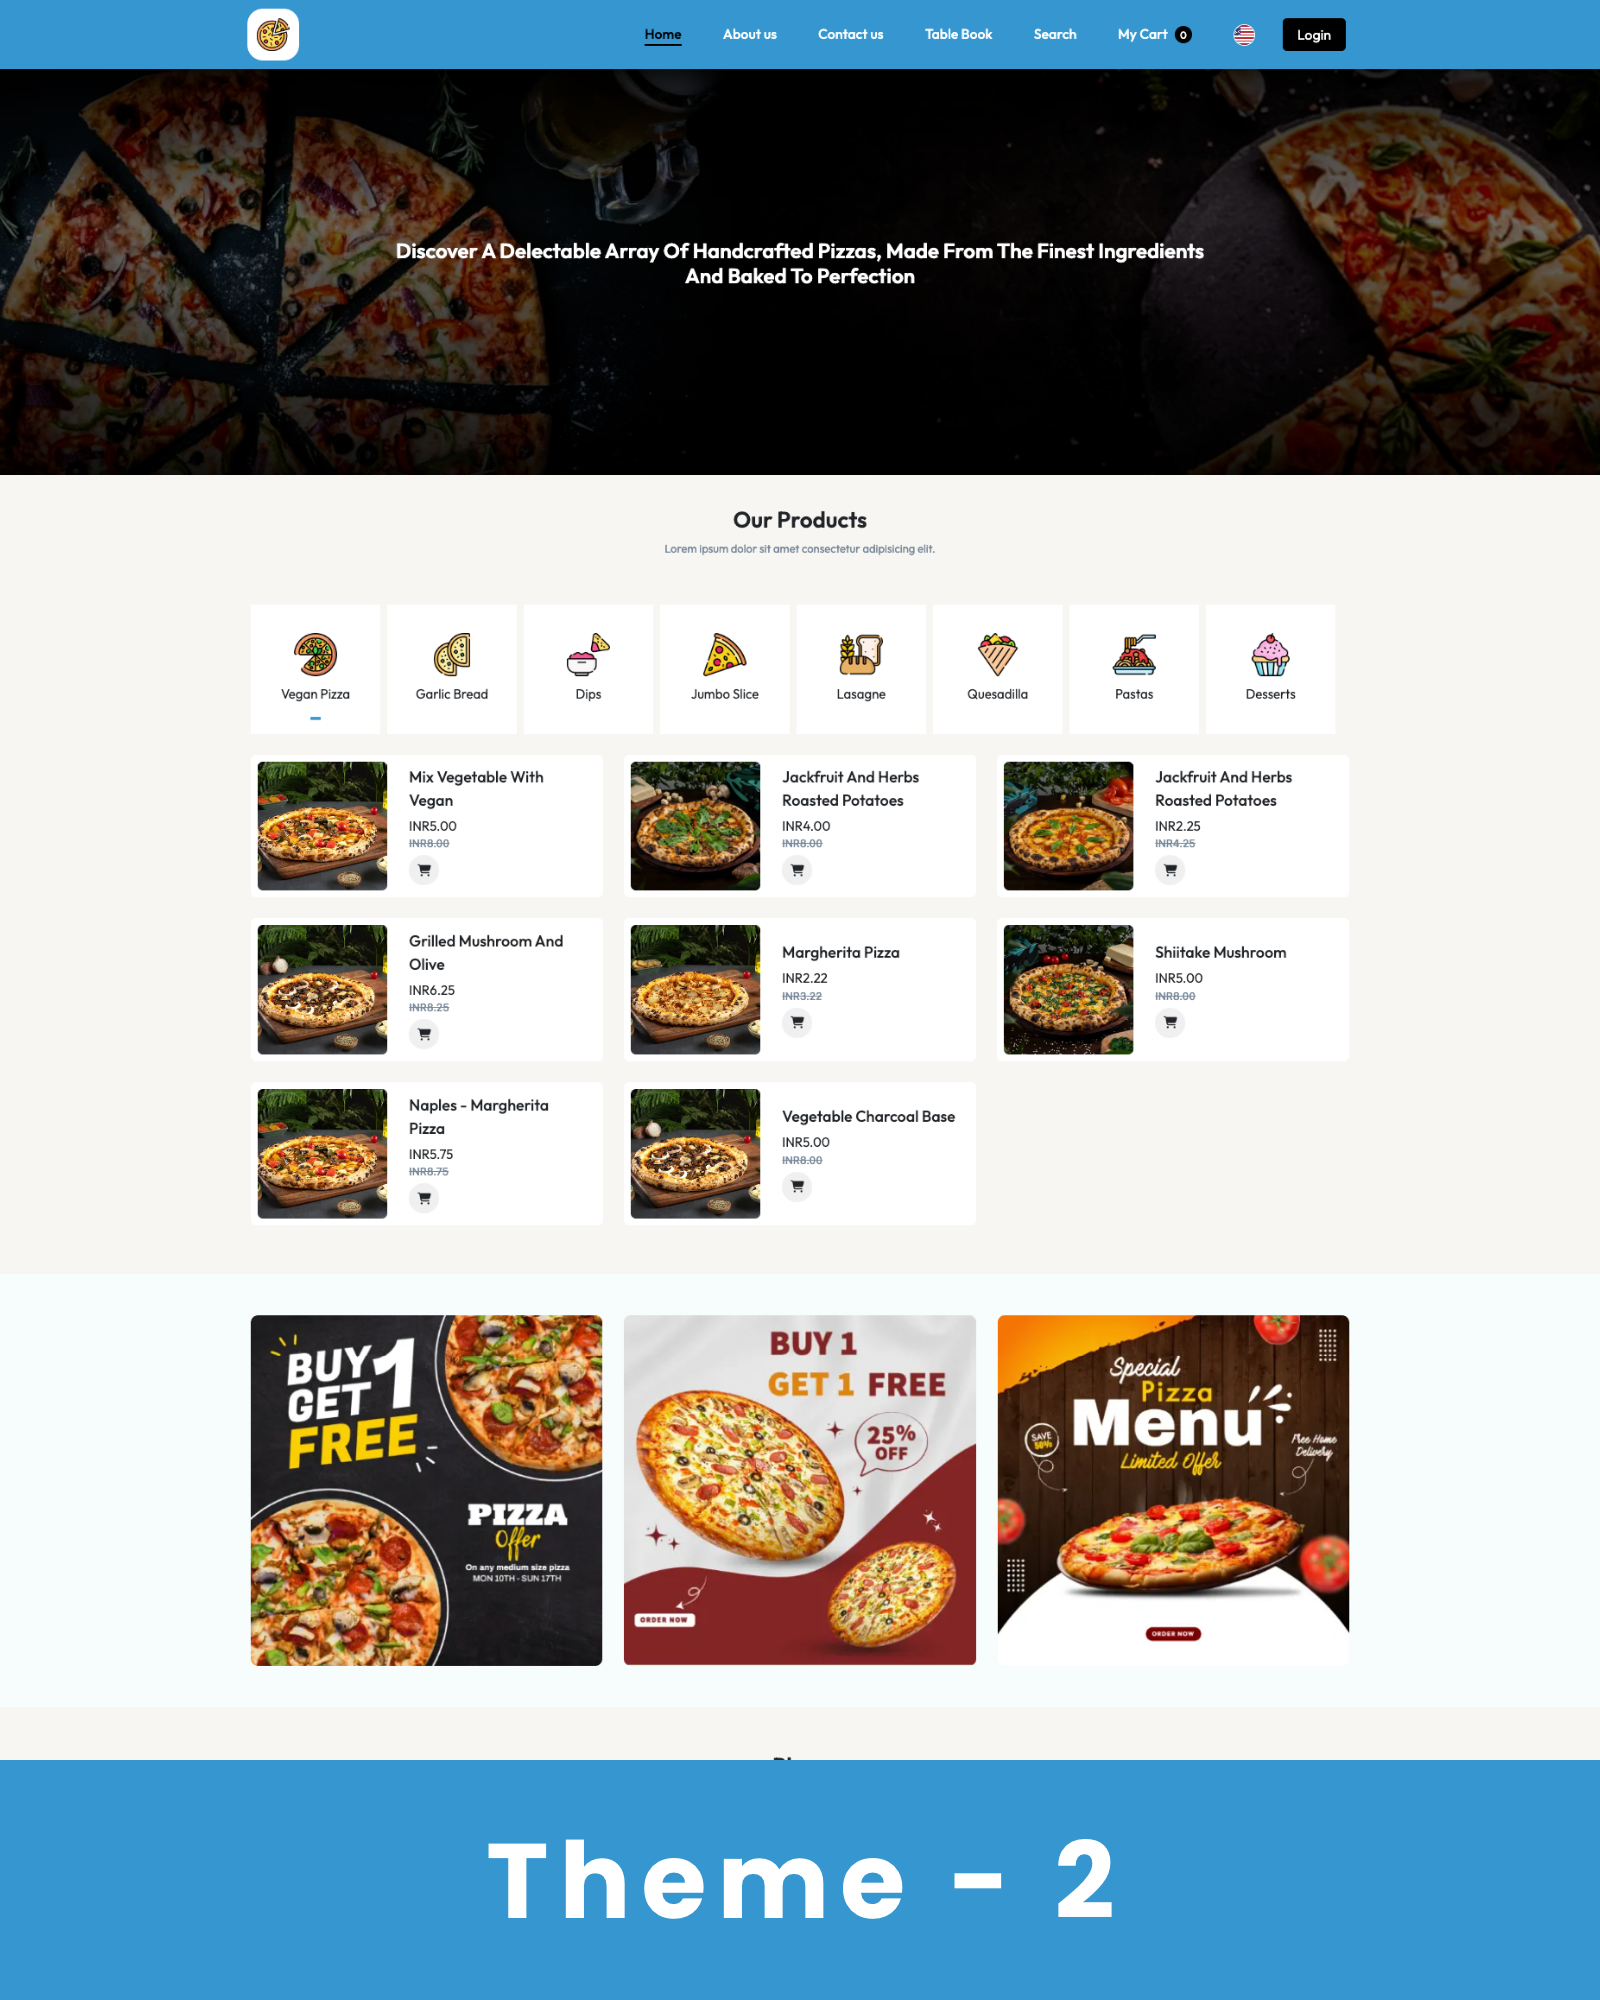 Home About us Contact us Table Book Search My Cart 0 Login
Discover A Delectable Array Of Handcrafted Pizzas, Made From The Finest Ingredients
And Baked To Perfection
Our Products
Lorem ipsum dolor sit amet consectetur adipisicing elit.
Vegan Pizza Garlic Bread Dips Jumbo Slice Lasagne Quesadilla Pastas Desserts
Mix Vegetable With
Vegan
INR5.00
INR8.00
Jackfruit And Herbs
Roasted Potatoes
INR4.00
INR8.00
Jackfruit And Herbs
Roasted Potatoes
INR2.25
INR4.25
Grilled Mushroom And
Olive
INR6.25
INR8.25
Margherita Pizza
INR2.22
INR3.22
Shiitake Mushroom
INR5.00
INR8.00
Naples - Margherita
Pizza
INR5.75
INR8.75
Vegetable Charcoal Base
INR5.00
INR8.00
BUY 1
GET
FREE
PIZZA
Offer
On any medium size pizza
MON 10TH - SUN 17TH
BUY 1
GET 1 FREE
25%
OFF
ORDER NOW
Special
Pizza
Menu
Limited Offer
SAVE
50%
Free Home
Delivery
ORDER NOW
Theme - 2